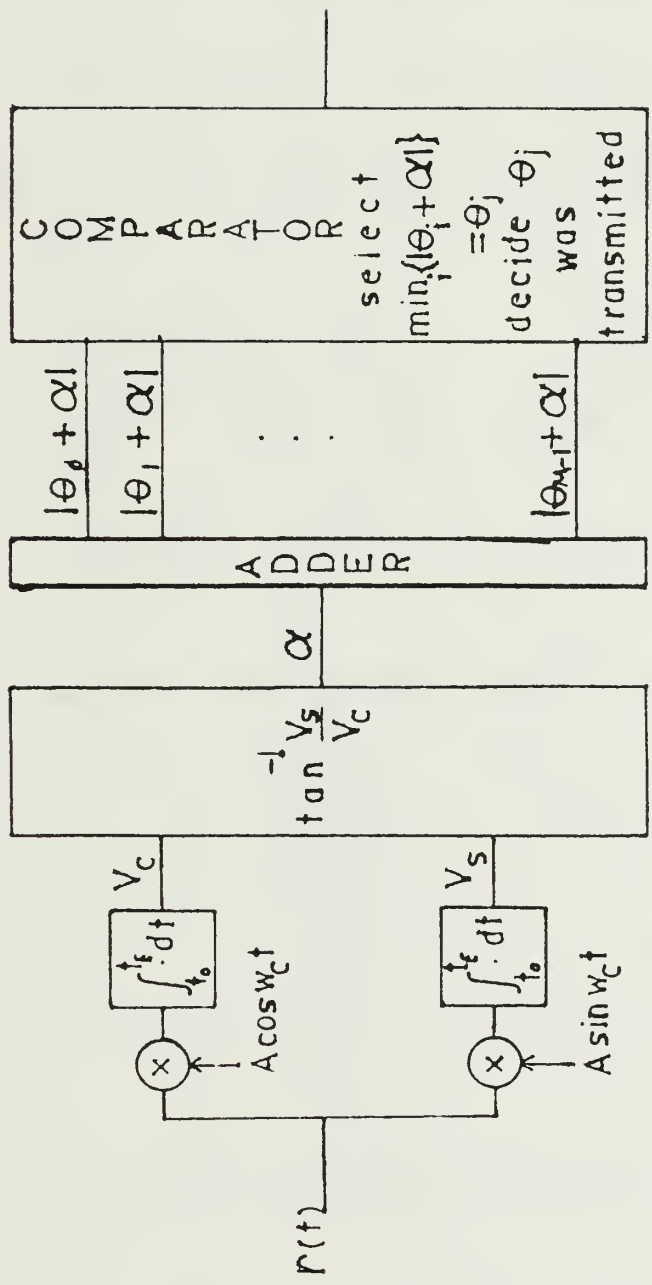 r(t)
A cos w_c t
∫_{t_0}^{t_f} · dt
V_C
A sin w_c t
∫_{t_0}^{t_f} · dt
V_S
tan^{-1} V_S / V_C
α
ADDER
|θ_0 + α|
|θ_1 + α|
. . .
|θ_{M-1} + α|
COMPARATOR
select
min_i {|θ_i + α|}
= θ_j
decide θ_j
was
transmitted